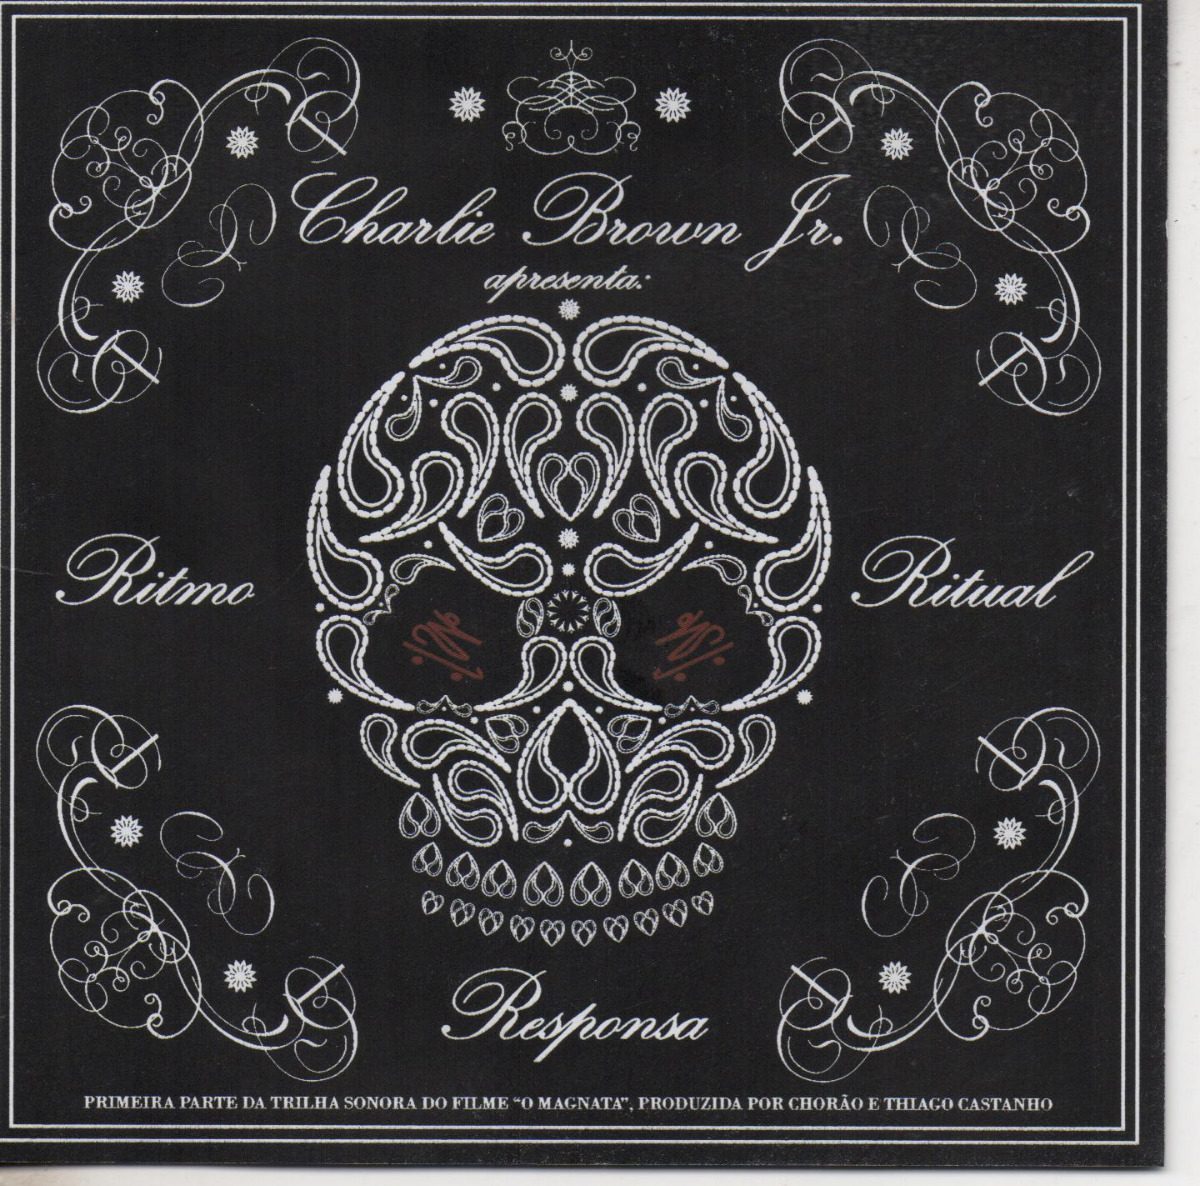 Charlie Brown Jr.
apresenta:
Ritmo
Ritual
Responsa
PRIMEIRA PARTE DA TRILHA SONORA DO FILME “O MAGNATA”, PRODUZIDA POR CHORÃO E THIAGO CASTANHO